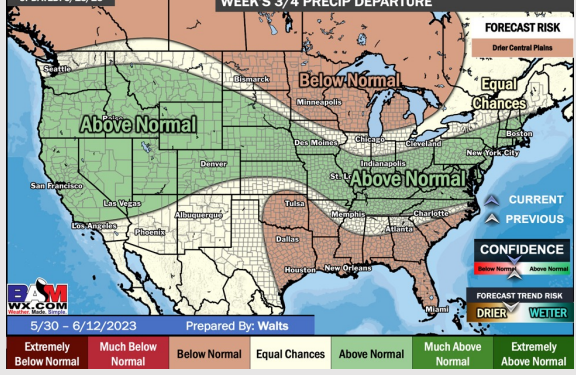 WEEK'S 3/4 PRECIP DEPARTURE
FORECAST RISK
Drier Central Plains
Seattle
Bismarck
Below Normal
Minneapolis
Equal
Chances
Above Normal
Boston
Des Moines
Chicago
Cleveland
New York City
Denver
Indianapolis
St. L
Above Normal
San Francisco
Las Vegas
Tulsa
Memphis
Charlotte
Los Angeles
Albuquerque
Phoenix
Atlanta
Dallas
Houston
New Orleans
Miami
CURRENT
PREVIOUS
CONFIDENCE
Below Normal
Above Normal
FORECAST TREND RISK
DRIER
WETTER
BAM
WX.COM
Weather. Made. Simple.
5/30 – 6/12/2023
Prepared By: Walts
Extremely
Below Normal
Much Below
Normal
Below Normal
Equal Chances
Above Normal
Much Above
Normal
Extremely
Above Normal